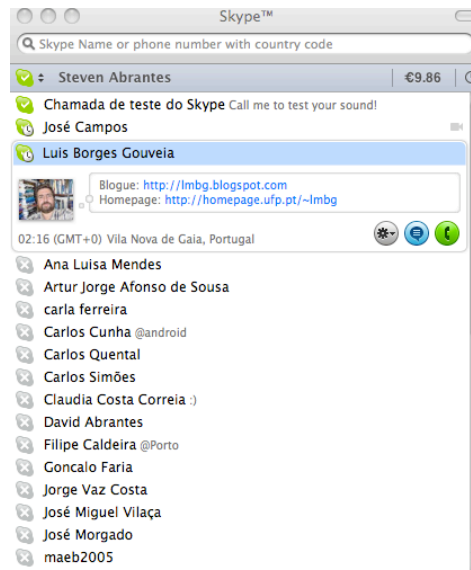 Skype™
Skype Name or phone number with country code
Steven Abrantes €9.86
Chamada de teste do Skype Call me to test your sound!
José Campos
Luis Borges Gouveia
Blogue: http://lmbg.blogspot.com
Homepage: http://homepage.ufp.pt/~lmbg
02:16 (GMT+0) Vila Nova de Gaia, Portugal
Ana Luisa Mendes
Artur Jorge Afonso de Sousa
carla ferreira
Carlos Cunha @android
Carlos Quental
Carlos Simões
Claudia Costa Correia :)
David Abrantes
Filipe Caldeira @Porto
Goncalo Faria
Jorge Vaz Costa
José Miguel Vilaça
José Morgado
maeb2005